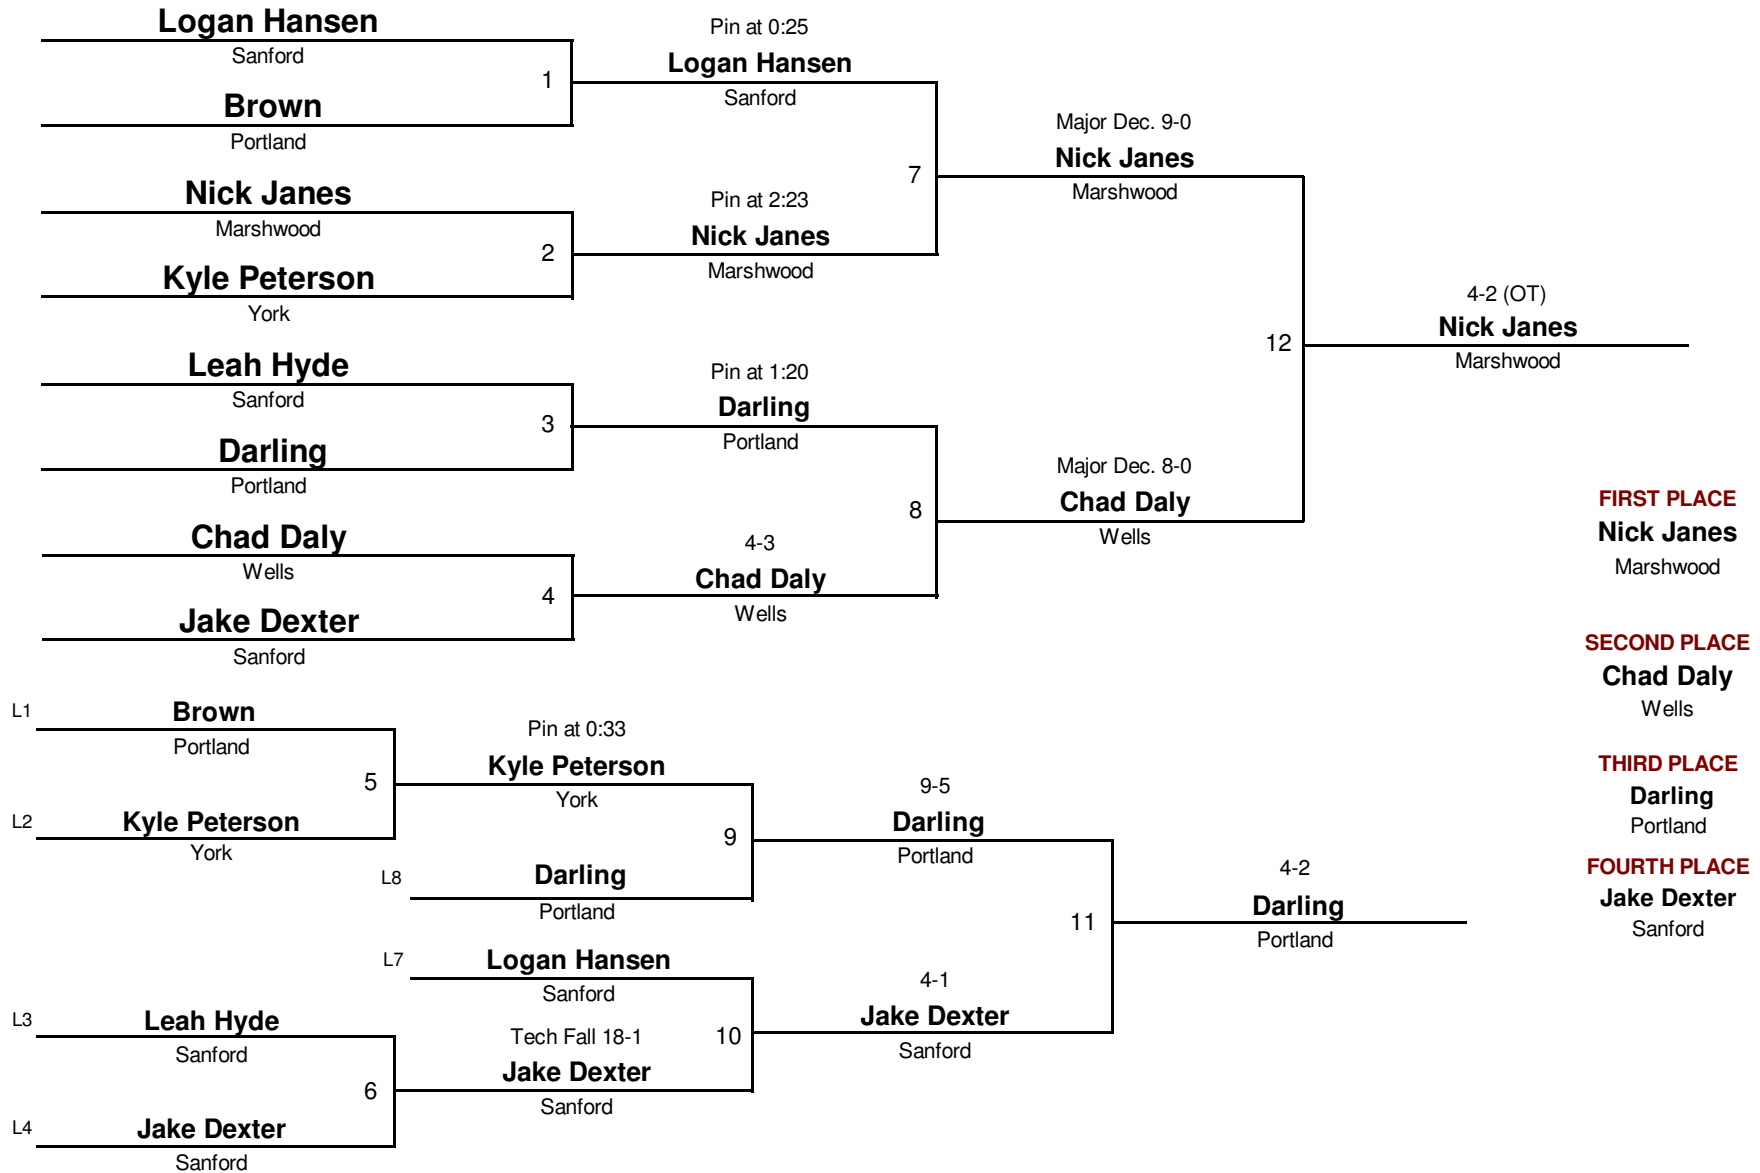 Logan Hansen
Sanford
1
Brown
Portland
Nick Janes
Marshwood
2
Kyle Peterson
York
Leah Hyde
Sanford
3
Darling
Portland
Chad Daly
Wells
4
Jake Dexter
Sanford
Pin at 0:25
Logan Hansen
Sanford
7
Pin at 2:23
Nick Janes
Marshwood
Pin at 1:20
Darling
Portland
8
4-3
Chad Daly
Wells
Major Dec. 9-0
Nick Janes
Marshwood
12
Major Dec. 8-0
Chad Daly
Wells
4-2 (OT)
Nick Janes
Marshwood
L1
Brown
Portland
5
L2
Kyle Peterson
York
Pin at 0:33
Kyle Peterson
York
9
L8
Darling
Portland
L7
Logan Hansen
Sanford
10
L3
Leah Hyde
Sanford
6
L4
Jake Dexter
Sanford
Tech Fall 18-1
Jake Dexter
Sanford
9-5
Darling
Portland
11
4-1
Jake Dexter
Sanford
4-2
Darling
Portland
FIRST PLACE
Nick Janes
Marshwood
SECOND PLACE
Chad Daly
Wells
THIRD PLACE
Darling
Portland
FOURTH PLACE
Jake Dexter
Sanford